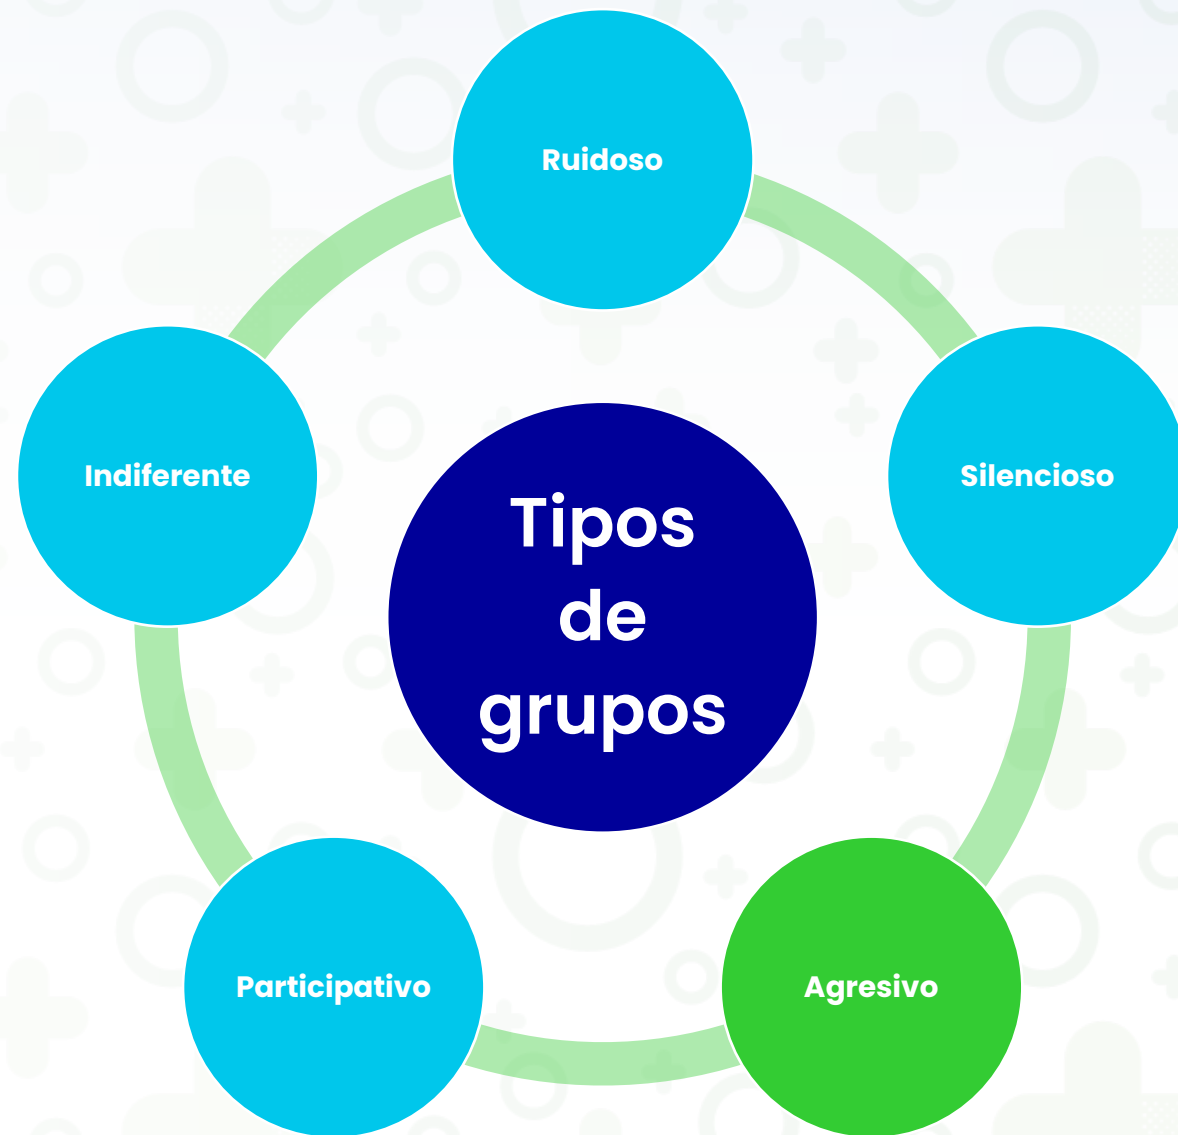 Ruidoso
Indiferente
Silencioso
Tipos
de
grupos
Participativo
Agresivo